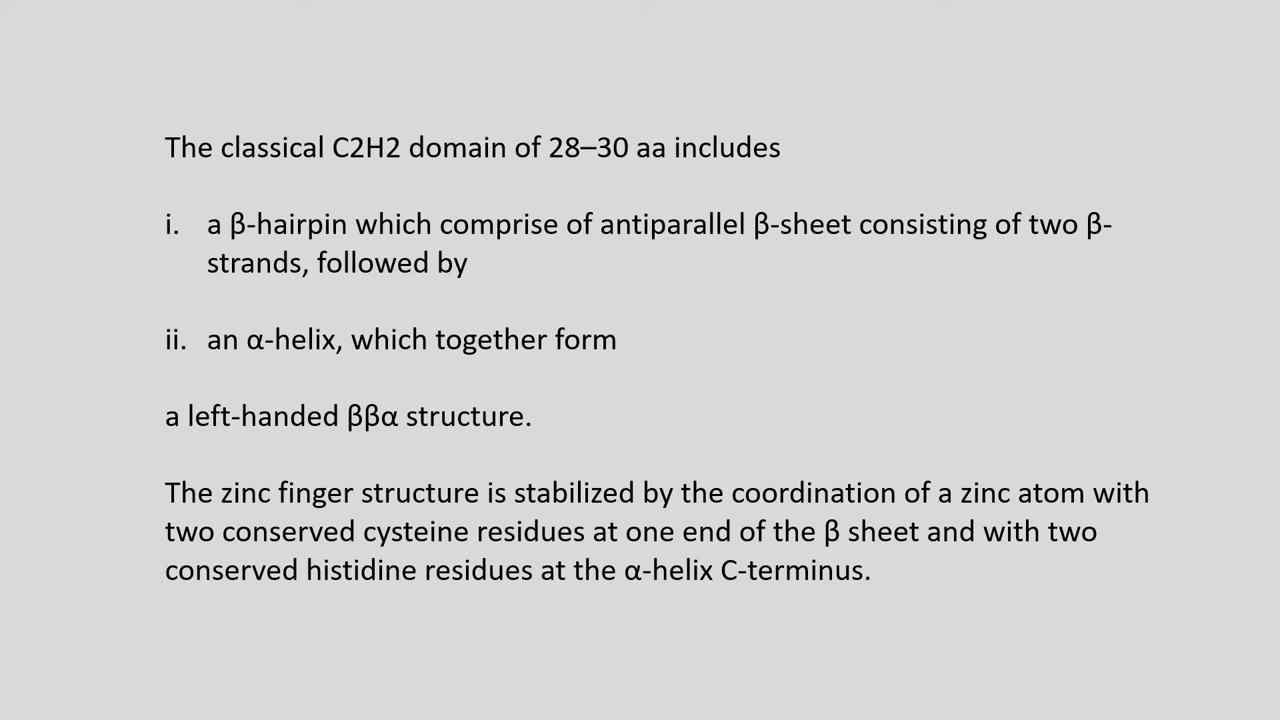 The classical C2H2 domain of 28–30 aa includes
i. a β-hairpin which comprise of antiparallel β-sheet consisting of two β-
strands, followed by
ii. an α-helix, which together form
a left-handed ββα structure.
The zinc finger structure is stabilized by the coordination of a zinc atom with
two conserved cysteine residues at one end of the β sheet and with two
conserved histidine residues at the α-helix C-terminus.